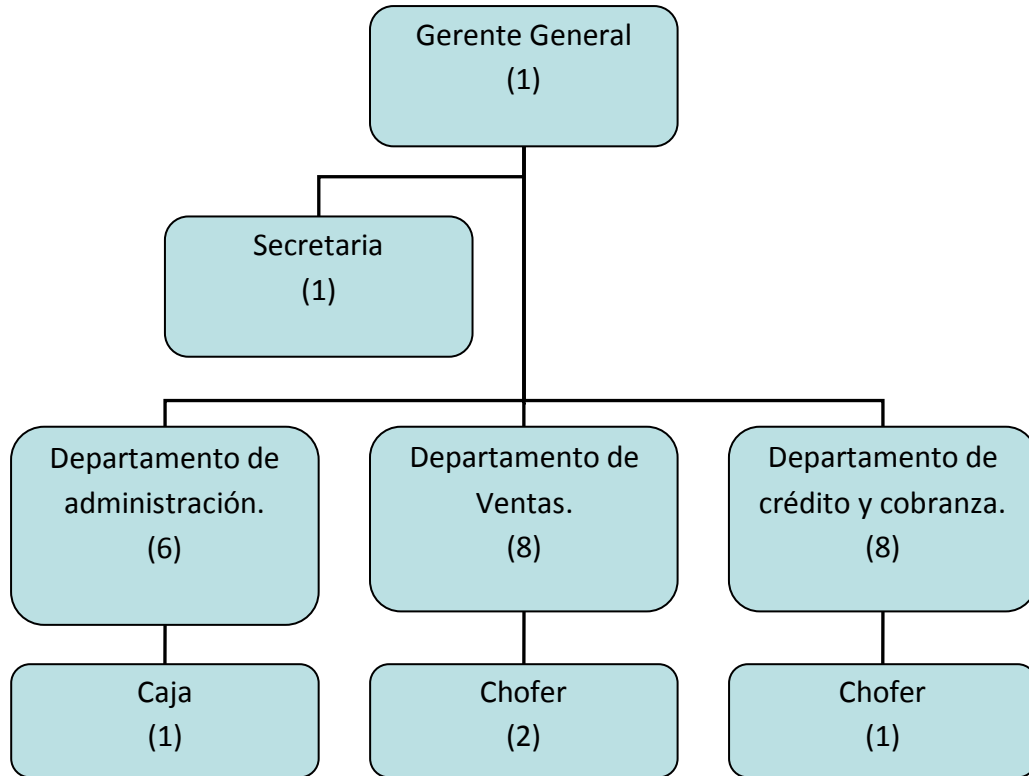 Gerente General
(1)
Secretaria
(1)
Departamento de
administración.
(6)
Departamento de
Ventas.
(8)
Departamento de
crédito y cobranza.
(8)
Caja
(1)
Chofer
(2)
Chofer
(1)